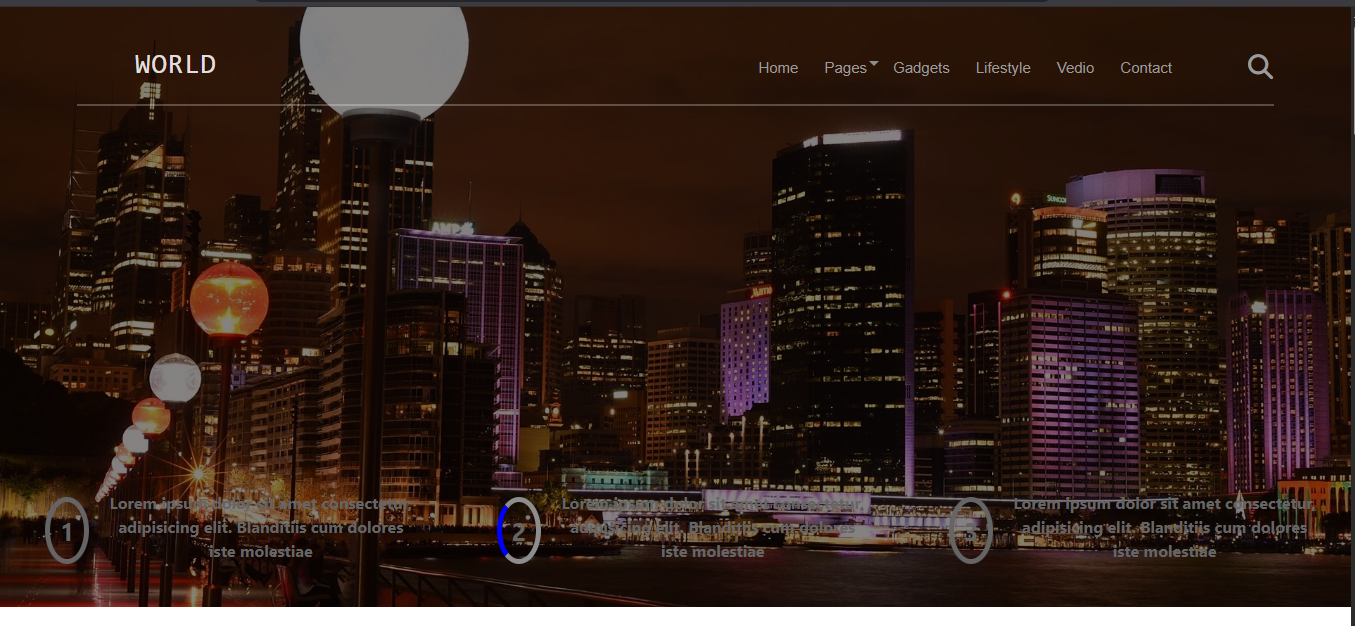 WORLD
Home Pages Gadgets Lifestyle Vedio Contact
AMP
SUNCOR
1
Lorem ipsum dolor sit amet consectetur,
adipisicing elit. Blanditiis cum dolores
iste molestiae
2
Lorem ipsum dolor sit amet consectetur,
adipisicing elit. Blanditiis cum dolores
iste molestiae
3
Lorem ipsum dolor sit amet consectetur,
adipisicing elit. Blanditiis cum dolores
iste molestiae